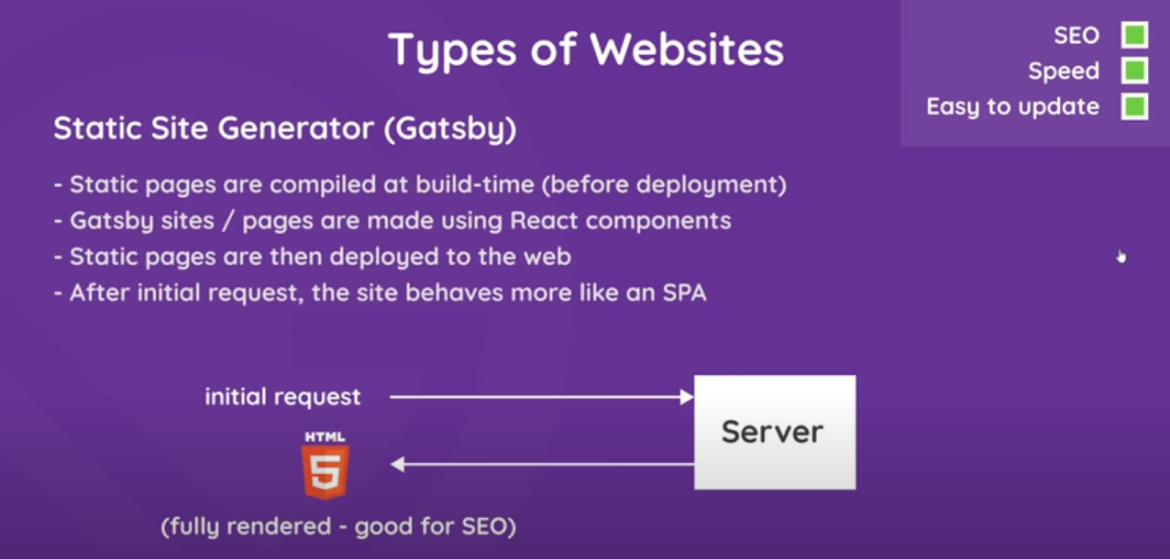 Types of Websites
SEO
Speed
Easy to update
Static Site Generator (Gatsby)
- Static pages are compiled at build-time (before deployment)
- Gatsby sites / pages are made using React components
- Static pages are then deployed to the web
- After initial request, the site behaves more like an SPA
initial request
Server
HTML
5
(fully rendered - good for SEO)